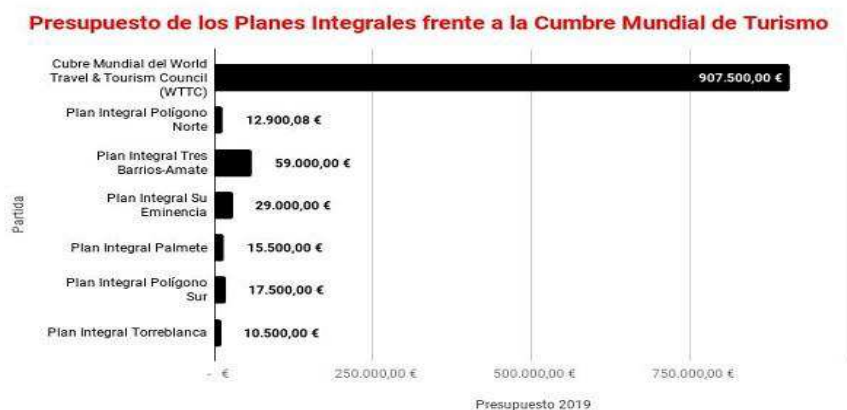 Presupuesto de los Planes Integrales frente a la Cumbre Mundial de Turismo
Cubre Mundial del World
Travel & Tourism Council
(WTTC)
907.500,00 €
Plan Integral Polígono
Norte
12.900,08 €
Plan Integral Tres
Barrios-Amate
59.000,00 €
Plan Integral Su
Eminencia
29.000,00 €
Plan Integral Palmete
15.500,00 €
Plan Integral Polígono
Sur
17.500,00 €
Plan Integral Torreblanca
10.500,00 €
Partida
- €
250.000,00 €
500.000,00 €
750.000,00 €
Presupuesto 2019